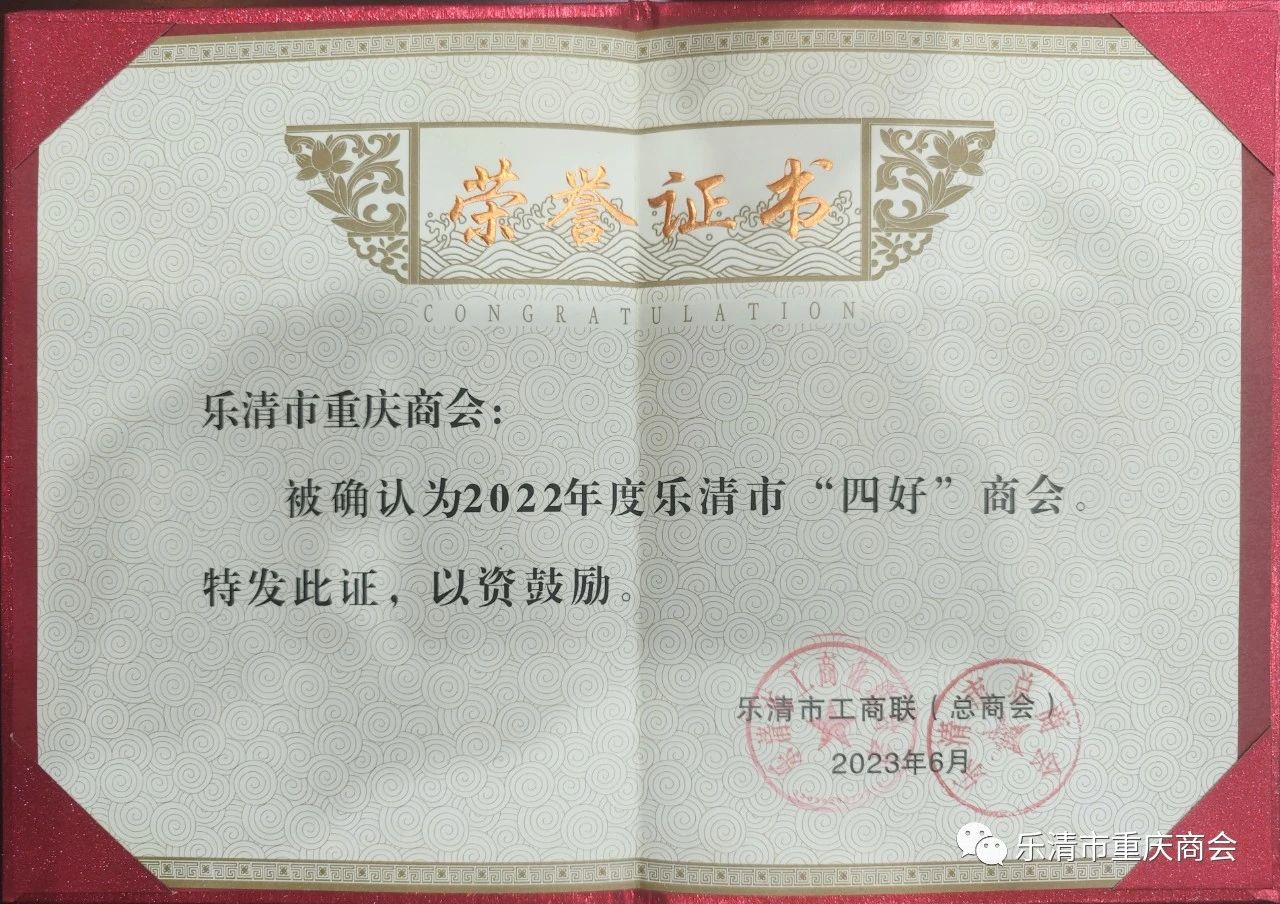 荣誉证书
CONGRATULATION
乐清市重庆商会：
被确认为2022年度乐清市“四好”商会。
特发此证，以资鼓励。
乐清市工商联（总商会）
2023年6月
乐清市重庆商会